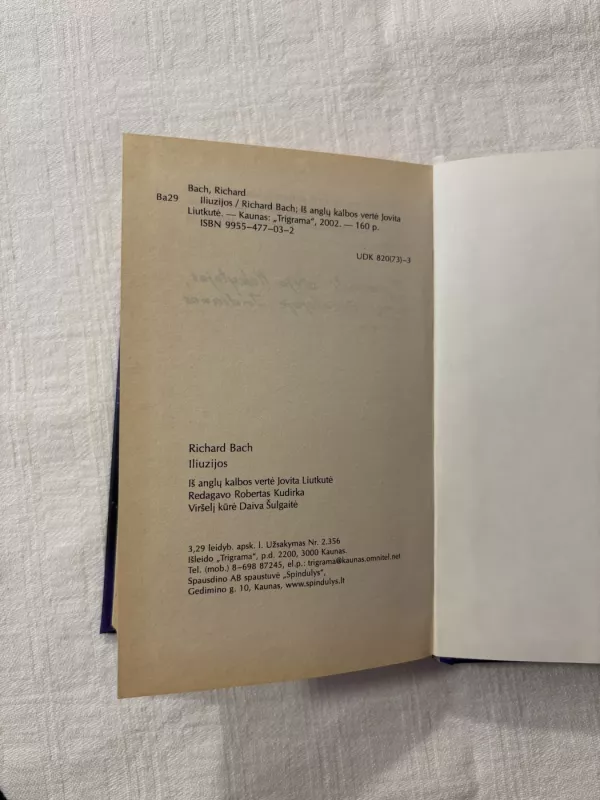 Bach, Richard
Ba29
Iliuzijos / Richard Bach; Iš anglų kalbos vertė Jovita
Liutkutė. — Kaunas: „Trigrama“, 2002. — 160 p.
ISBN 9955-477-03-2
UDK 820(73)-3
Richard Bach
Iliuzijos
Iš anglų kalbos vertė Jovita Liutkutė
Redagavo Robertas Kudirka
Viršelį kūrė Daiva Šulgaitė
3,29 leidyb. apsk. l. Užsakymas Nr. 2.356
Išleido „Trigrama“, p.d. 2200, 3000 Kaunas.
Tel. (mob.) 8-698 87245, el.p.: trigrama@kaunas.omnitel.net
Spausdino AB spaustuvė „Spindulys“,
Gedimino g. 10, Kaunas, www.spindulys.lt